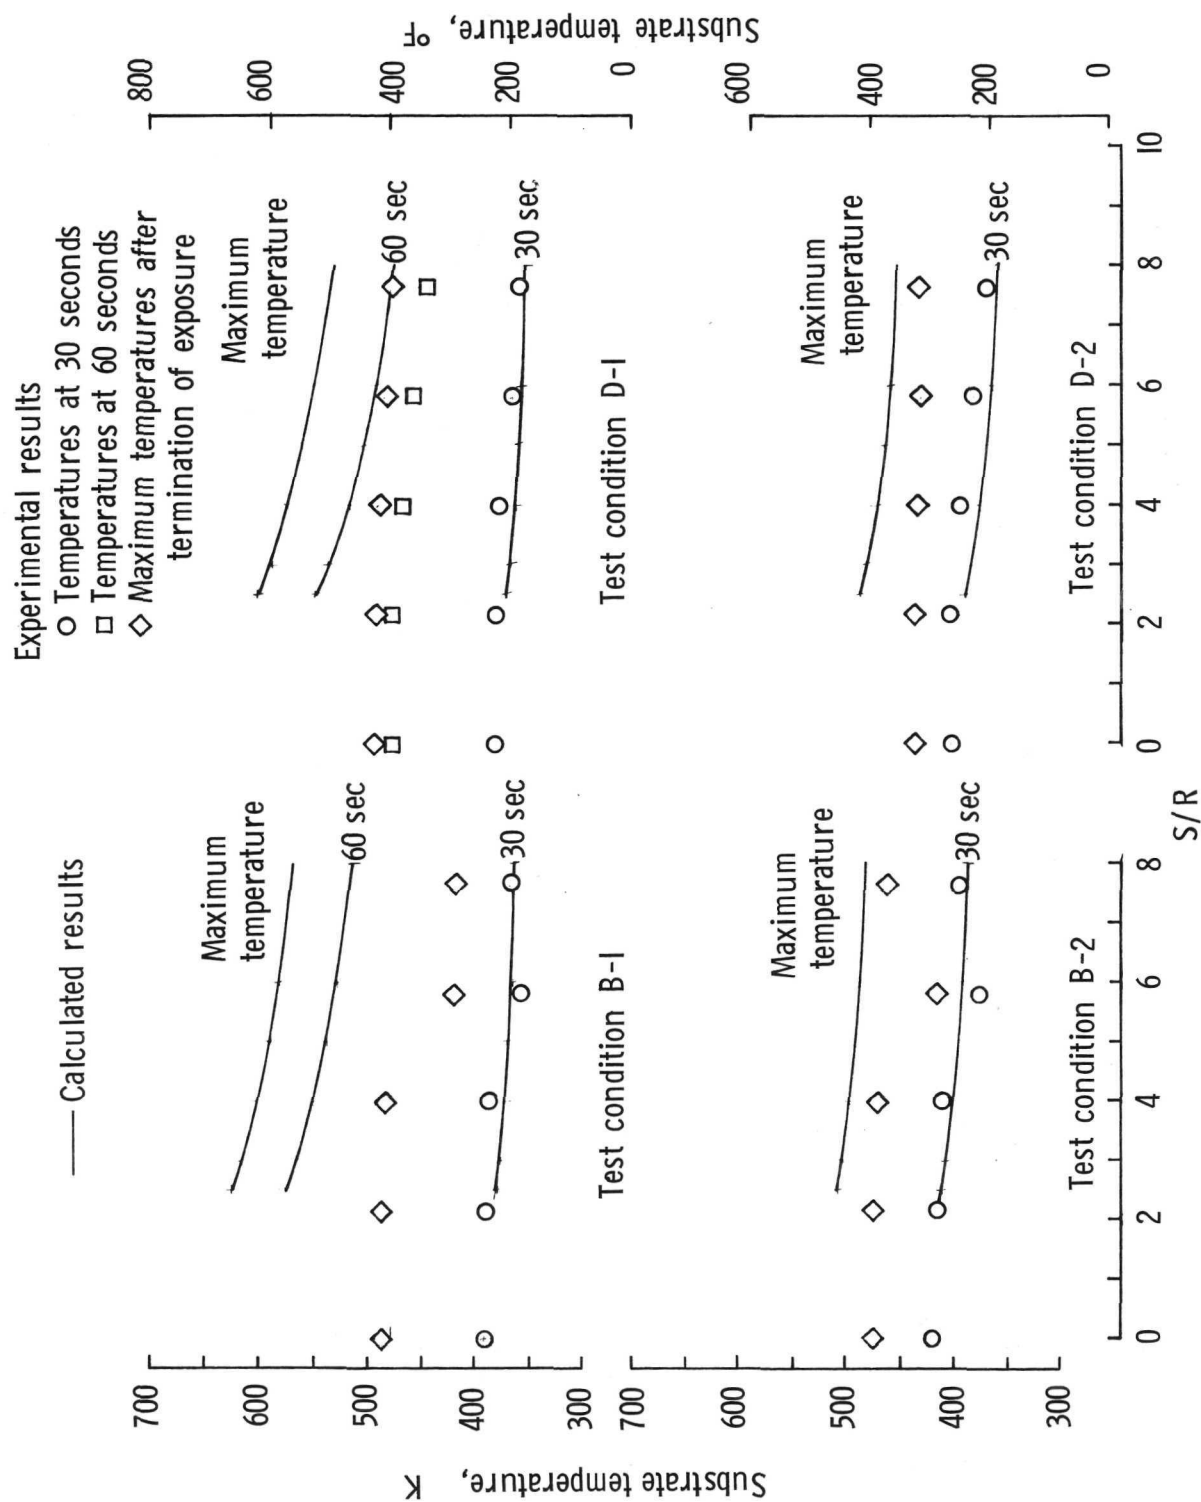 Experimental results
Temperatures at 30 seconds
Temperatures at 60 seconds
Maximum temperatures after
termination of exposure
Calculated results
Substrate temperature, K
700
600
500
400
300
Maximum
temperature
60 sec
30 sec
Test condition B-1
Maximum
temperature
60 sec
30 sec
Test condition D-1
800
600
400
200
0
Substrate temperature, °F
700
600
500
400
300
Maximum
temperature
30 sec
Test condition B-2
Maximum
temperature
30 sec
Test condition D-2
600
400
200
0
0 2 4 6 8 0 2 4 6 8 10
S/R